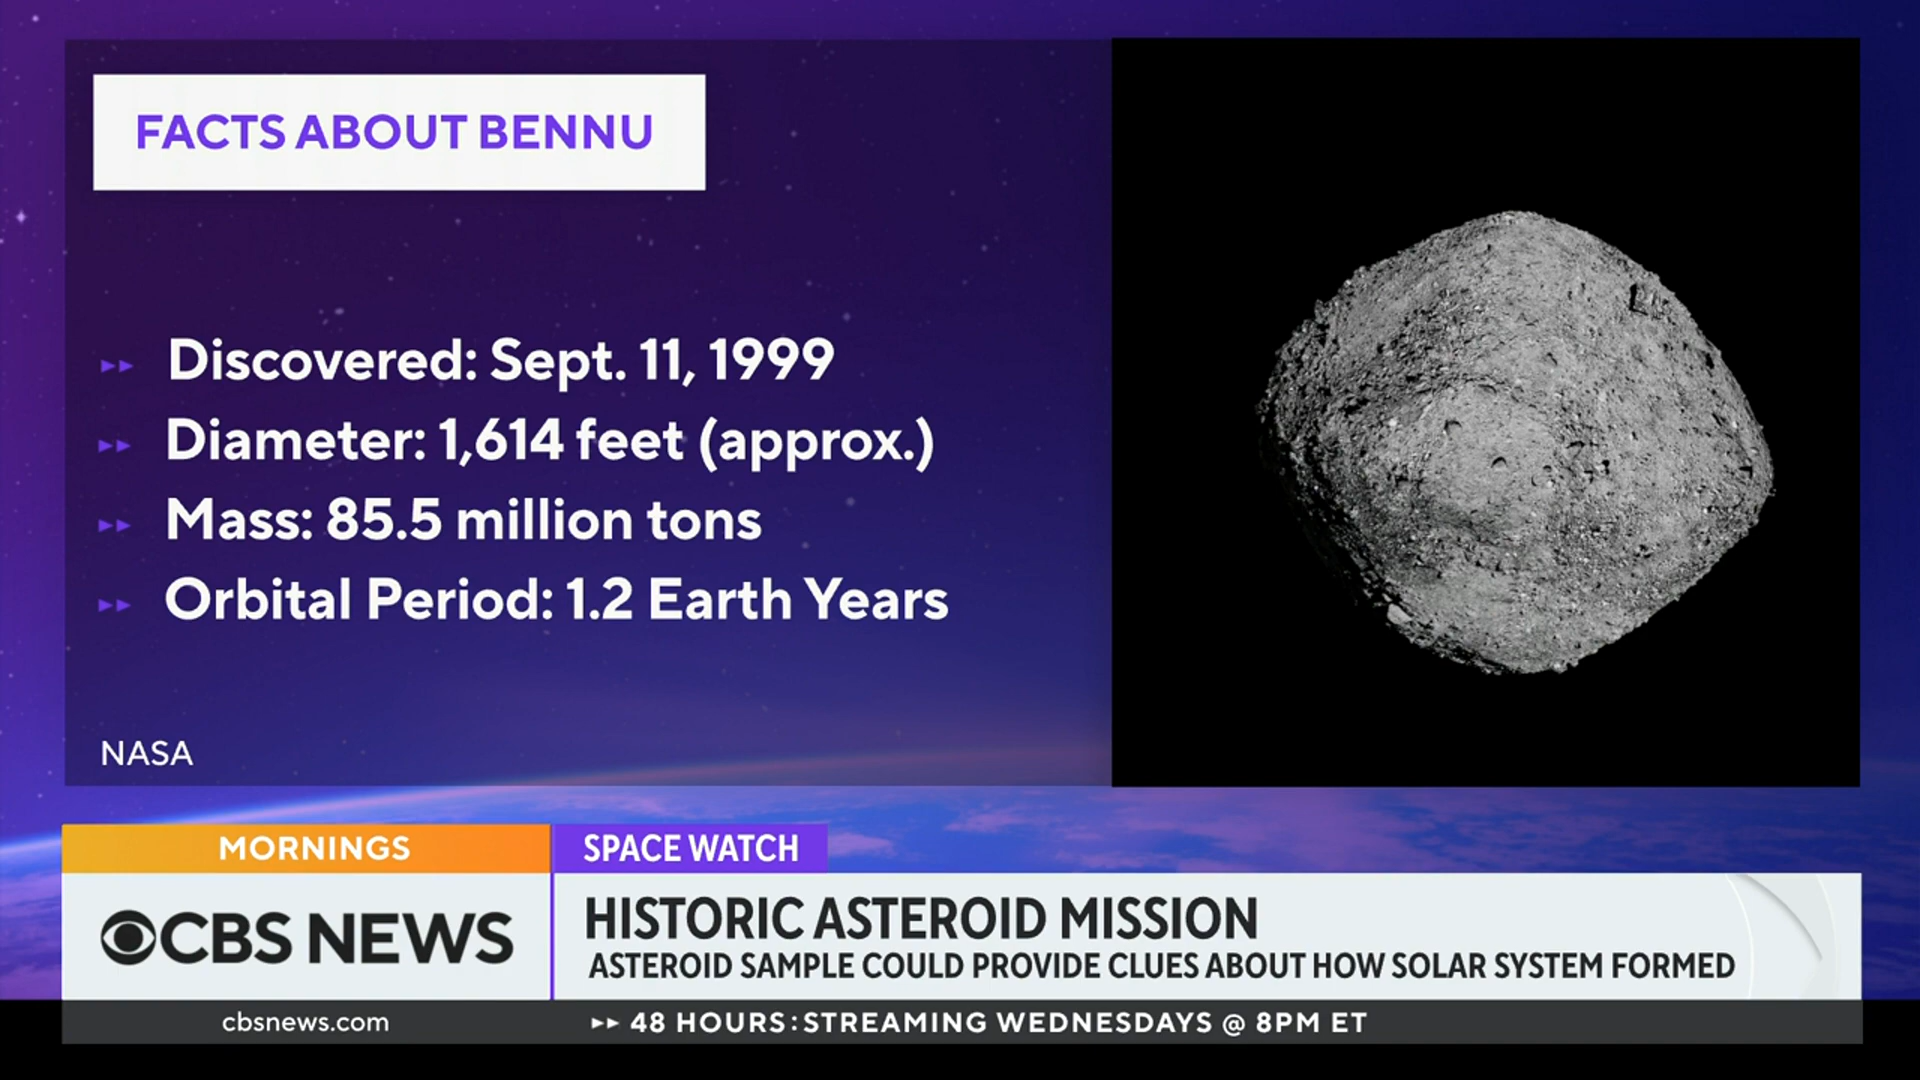 FACTS ABOUT BENNU
Discovered: Sept. 11, 1999
Diameter: 1,614 feet (approx.)
Mass: 85.5 million tons
Orbital Period: 1.2 Earth Years
NASA
MORNINGS
SPACE WATCH
CBS NEWS
HISTORIC ASTEROID MISSION
ASTEROID SAMPLE COULD PROVIDE CLUES ABOUT HOW SOLAR SYSTEM FORMED
cbsnews.com
48 HOURS: STREAMING WEDNESDAYS @ 8PM ET